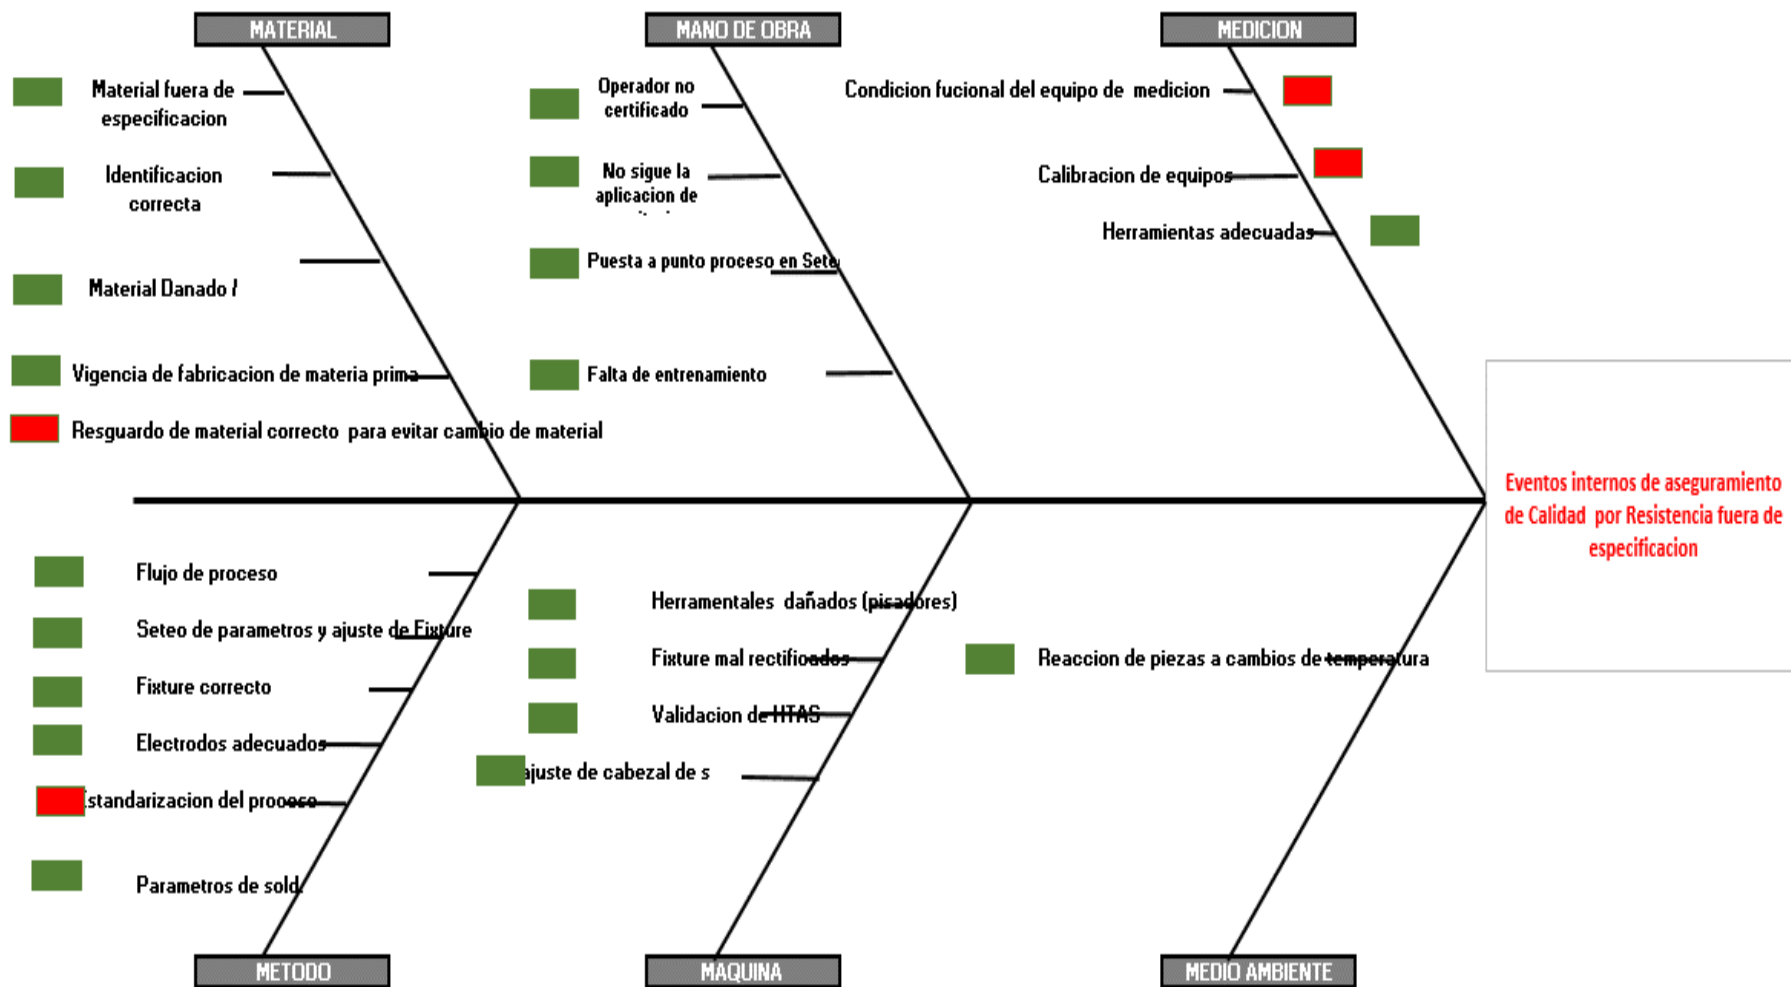 MATERIAL
MANO DE OBRA
MEDICION
Material fuera de
especificacion
Identificacion
correcta
Material Danado /
Vigencia de fabricacion de materia prima
Resguardo de material correcto para evitar cambio de material
Operador no
certificado
No sigue la
aplicacion de
Puesta a punto proceso en Sete
Falta de entrenamiento
Condicion fucional del equipo de medicion
Calibracion de equipos
Herramientas adecuadas
Eventos internos de aseguramiento
de Calidad por Resistencia fuera de
especificacion
Flujo de proceso
Seteo de parametros y ajuste de Fixture
Fixture correcto
Electrodos adecuados
Estandarizacion del proceso
Parametros de sold.
Herramentales dañados (pisadores)
Fixture mal rectificados
Validacion de HTAS
ajuste de cabezal de s
Reaccion de piezas a cambios de temperatura
METODO
MAQUINA
MEDIO AMBIENTE